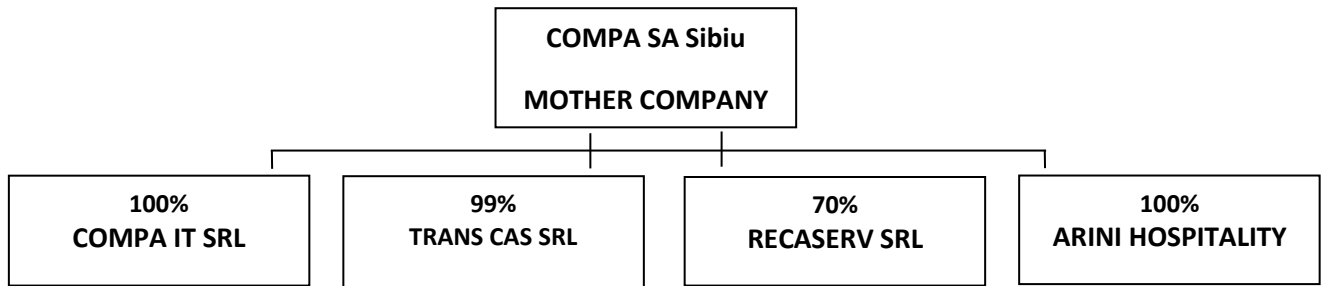 COMPA SA Sibiu
MOTHER COMPANY
100%
COMPA IT SRL
99%
TRANS CAS SRL
70%
RECASERV SRL
100%
ARINI HOSPITALITY